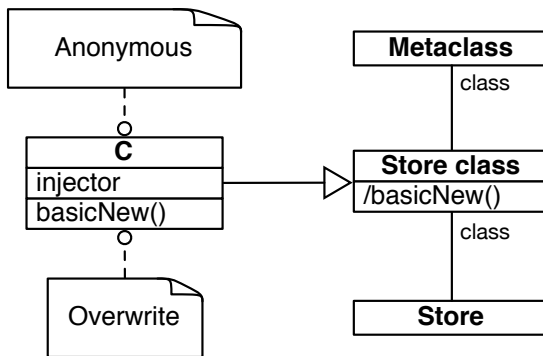 Anonymous
C
injector
basicNew()
Overwrite
Metaclass
class
Store class
/basicNew()
class
Store